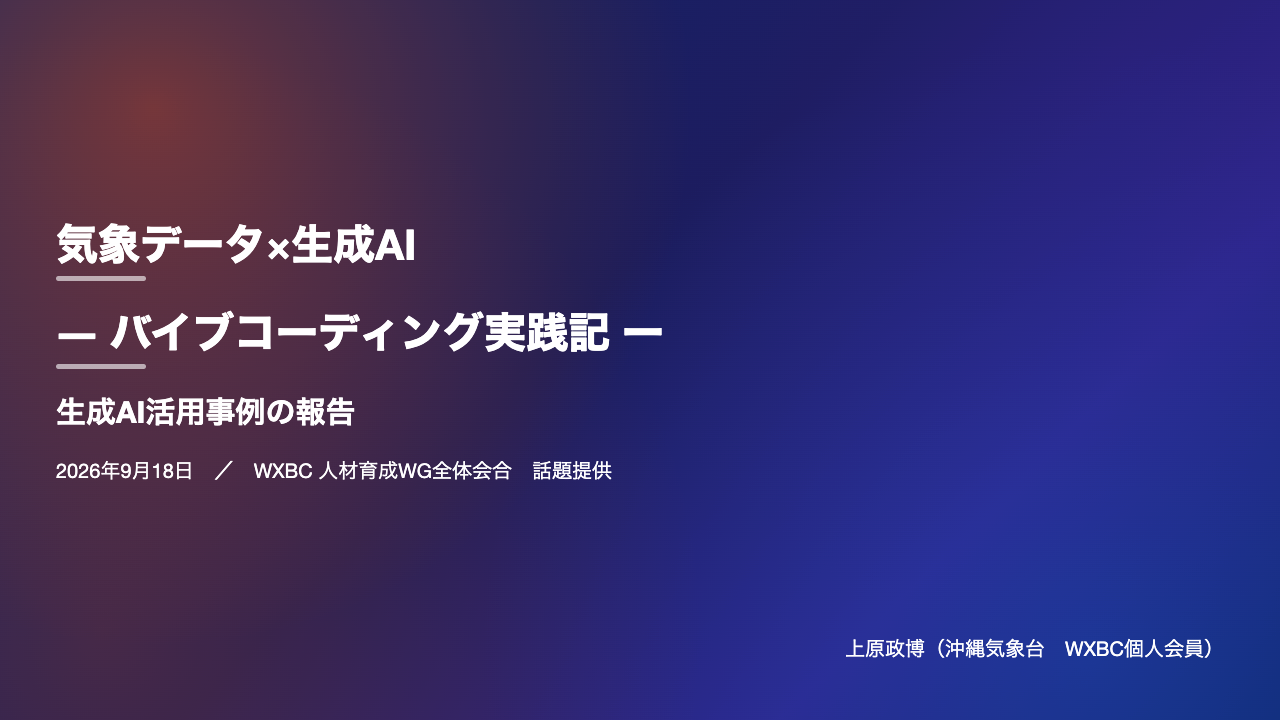 気象データ×生成AI
— バイブコーディング実践記 ー
生成AI活用事例の報告
2026年9月18日　／　WXBC 人材育成WG全体会合　話題提供
上原政博（沖縄気象台　WXBC個人会員）